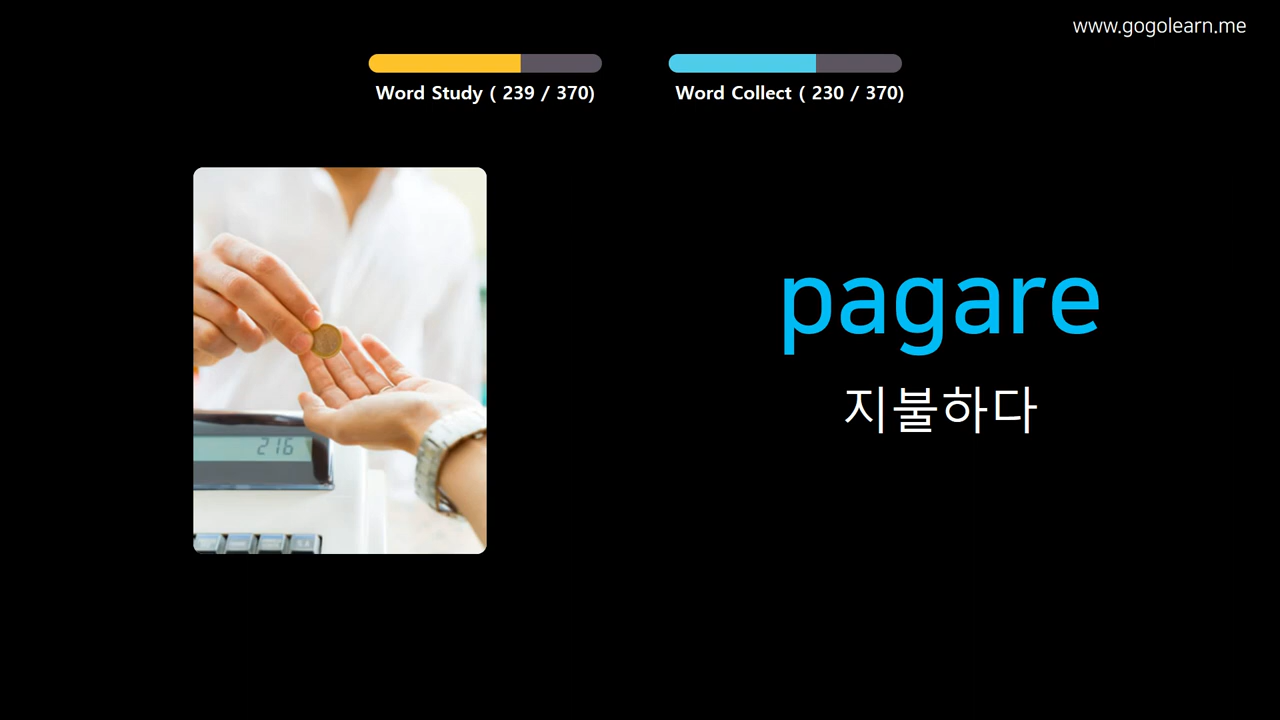 www.gogolearn.me
Word Study ( 239 / 370)
Word Collect ( 230 / 370)
pagare
지불하다
216